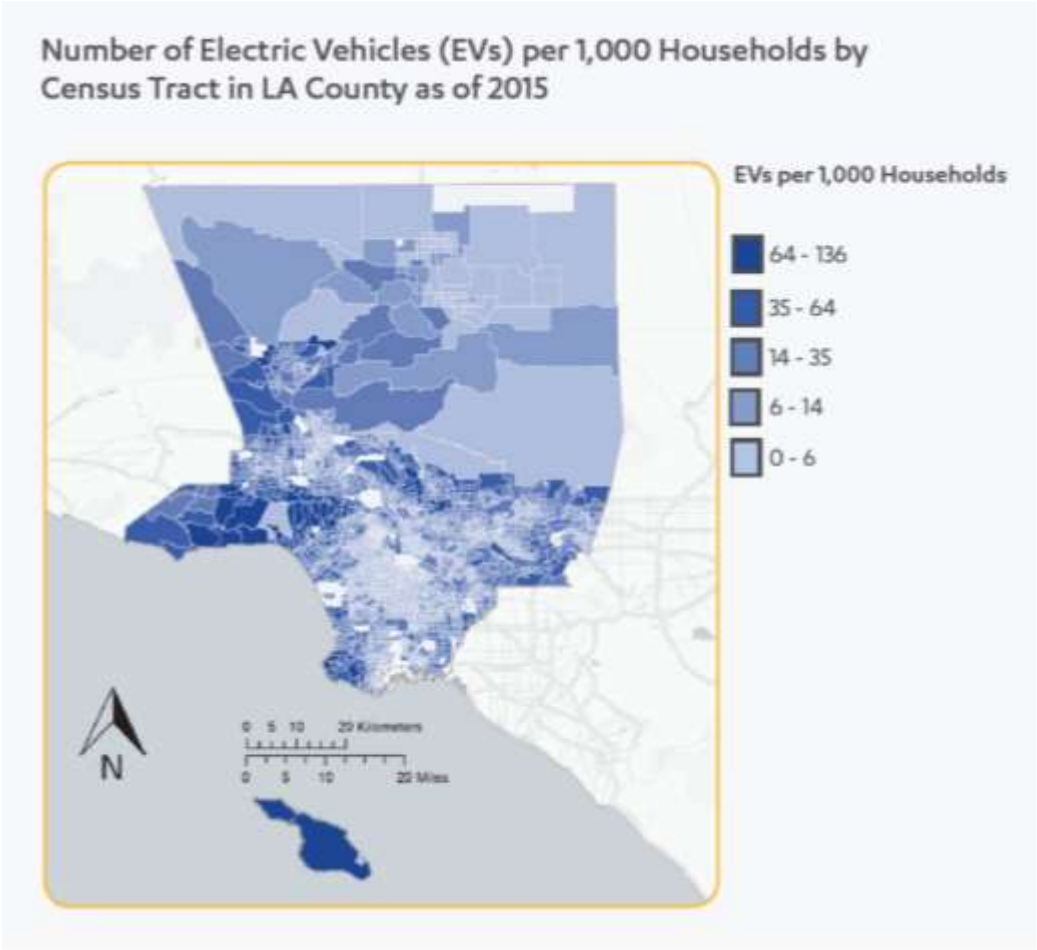 Number of Electric Vehicles (EVs) per 1,000 Households by
Census Tract in LA County as of 2015
EVs per 1,000 Households
64 - 136
35 - 64
14 - 35
6 - 14
0 - 6
N
0 5 10 20 Kilometers
0 5 10 20 Miles